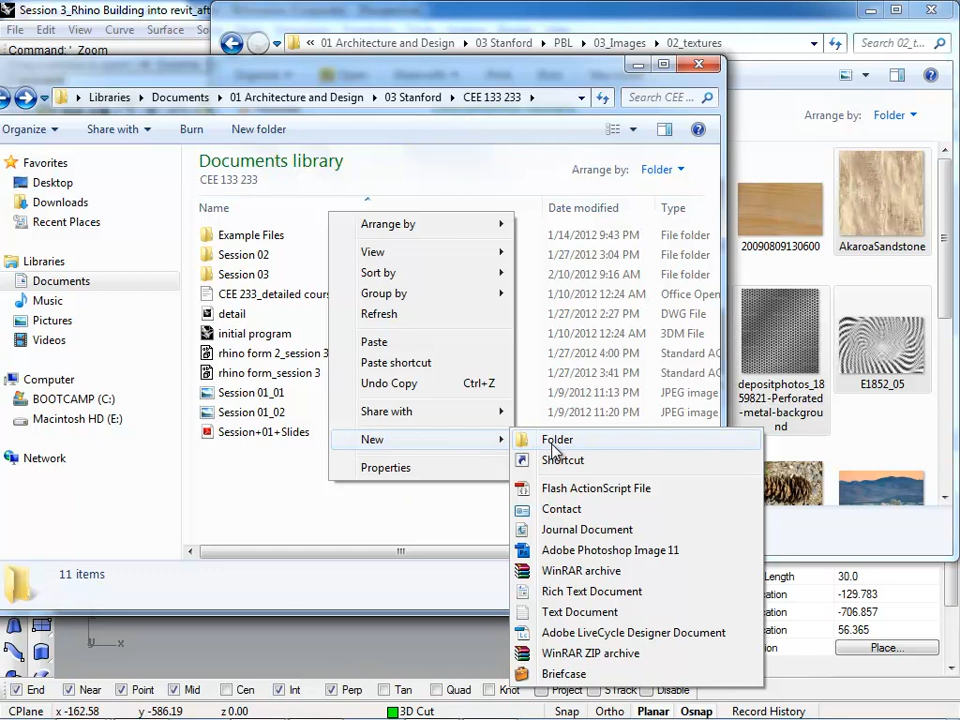 Session 3_Rhino Building into revit_aft
File Edit View Curve Surface So
Command: '_Zoom
« 01 Architecture and Design ▸ 03 Stanford ▸ PBL ▸ 03_Images ▸ 02_textures
Search 02_t
Libraries ▸ Documents ▸ 01 Architecture and Design ▸ 03 Stanford ▸ CEE 133 233 ▸
Search CEE ...
Organize Share with Burn New folder
Arrange by: Folder
Favorites
Desktop
Downloads
Recent Places
Libraries
Documents
Music
Pictures
Videos
Computer
BOOTCAMP (C:)
Macintosh HD (E:)
Network
Documents library
CEE 133 233
Arrange by: Folder
Name Date modified Type
Example Files 1/14/2012 9:43 PM File folder
Session 02 1/27/2012 3:04 PM File folder
Session 03 2/10/2012 9:16 AM File folder
CEE 233_detailed cours 1/10/2012 12:24 AM Office Open
detail 1/27/2012 2:27 PM DWG File
initial program 1/10/2012 12:24 AM 3DM File
rhino form 2_session 3 1/27/2012 4:00 PM Standard AC
rhino form_session 3 1/27/2012 3:41 PM Standard AC
Session 01_01 1/9/2012 11:13 PM JPEG image
Session 01_02 1/9/2012 11:20 PM JPEG image
Session+01+Slides
Arrange by
View
Sort by
Group by
Refresh
Paste
Paste shortcut
Undo Copy Ctrl+Z
Share with
New
Properties
Folder
Shortcut
Flash ActionScript File
Contact
Journal Document
Adobe Photoshop Image 11
WinRAR archive
Rich Text Document
Text Document
Adobe LiveCycle Designer Document
WinRAR ZIP archive
Briefcase
20090809130600
AkaroaSandstone
depositphotos_1859821-Perforated-metal-background
E1852_05
11 items
Length 30.0
cation -129.783
cation -706.857
cation 56.365
ion Place...
y x
End Near Point Mid Cen Int Perp Tan Quad Knot Project STrack Disable
CPlane x -162.58 y -586.19 z 0.00 3D Cut Snap Ortho Planar Osnap Record History